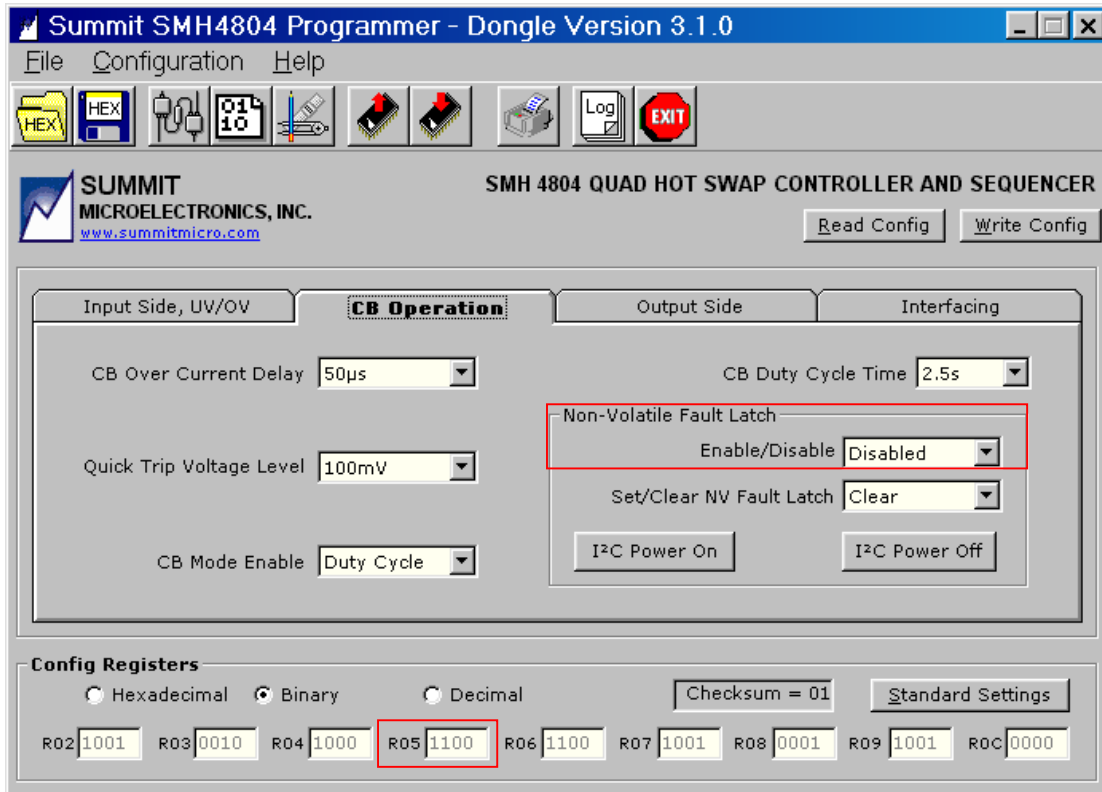 Summit SMH4804 Programmer - Dongle Version 3.1.0
File Configuration Help
HEX HEX 0101 10 Log EXIT
SUMMIT
MICROELECTRONICS, INC.
www.summitmicro.com
SMH 4804 QUAD HOT SWAP CONTROLLER AND SEQUENCER
Read Config Write Config
Input Side, UV/OV CB Operation Output Side Interfacing
CB Over Current Delay 50µs
CB Duty Cycle Time 2.5s
Non-Volatile Fault Latch
Enable/Disable Disabled
Quick Trip Voltage Level 100mV
Set/Clear NV Fault Latch Clear
I²C Power On I²C Power Off
CB Mode Enable Duty Cycle
Config Registers
Hexadecimal Binary Decimal Checksum = 01 Standard Settings
R02 1001 R03 0010 R04 1000 R05 1100 R06 1100 R07 1001 R08 0001 R09 1001 R0C 0000